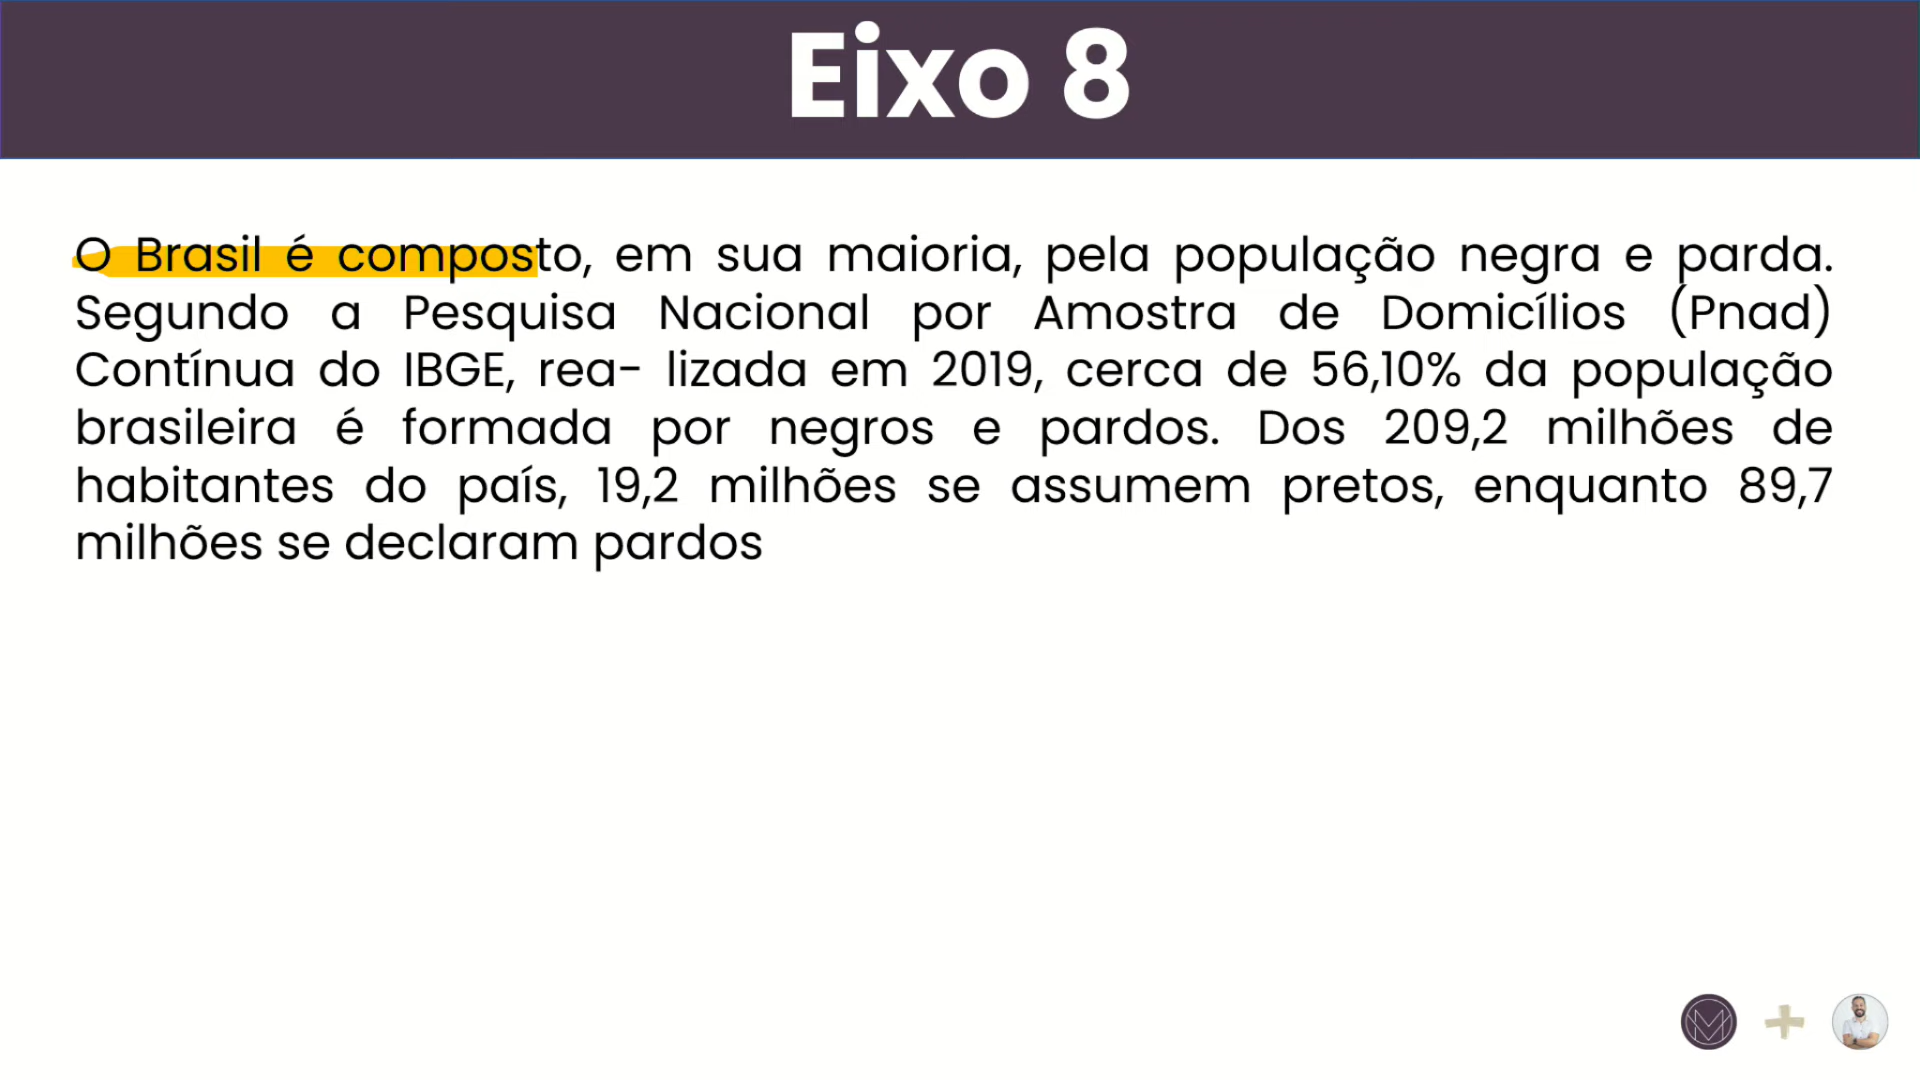 Eixo 8
O Brasil é composto, em sua maioria, pela população negra e parda.
Segundo a Pesquisa Nacional por Amostra de Domicílios (Pnad)
Contínua do IBGE, rea- lizada em 2019, cerca de 56,10% da população
brasileira é formada por negros e pardos. Dos 209,2 milhões de
habitantes do país, 19,2 milhões se assumem pretos, enquanto 89,7
milhões se declaram pardos